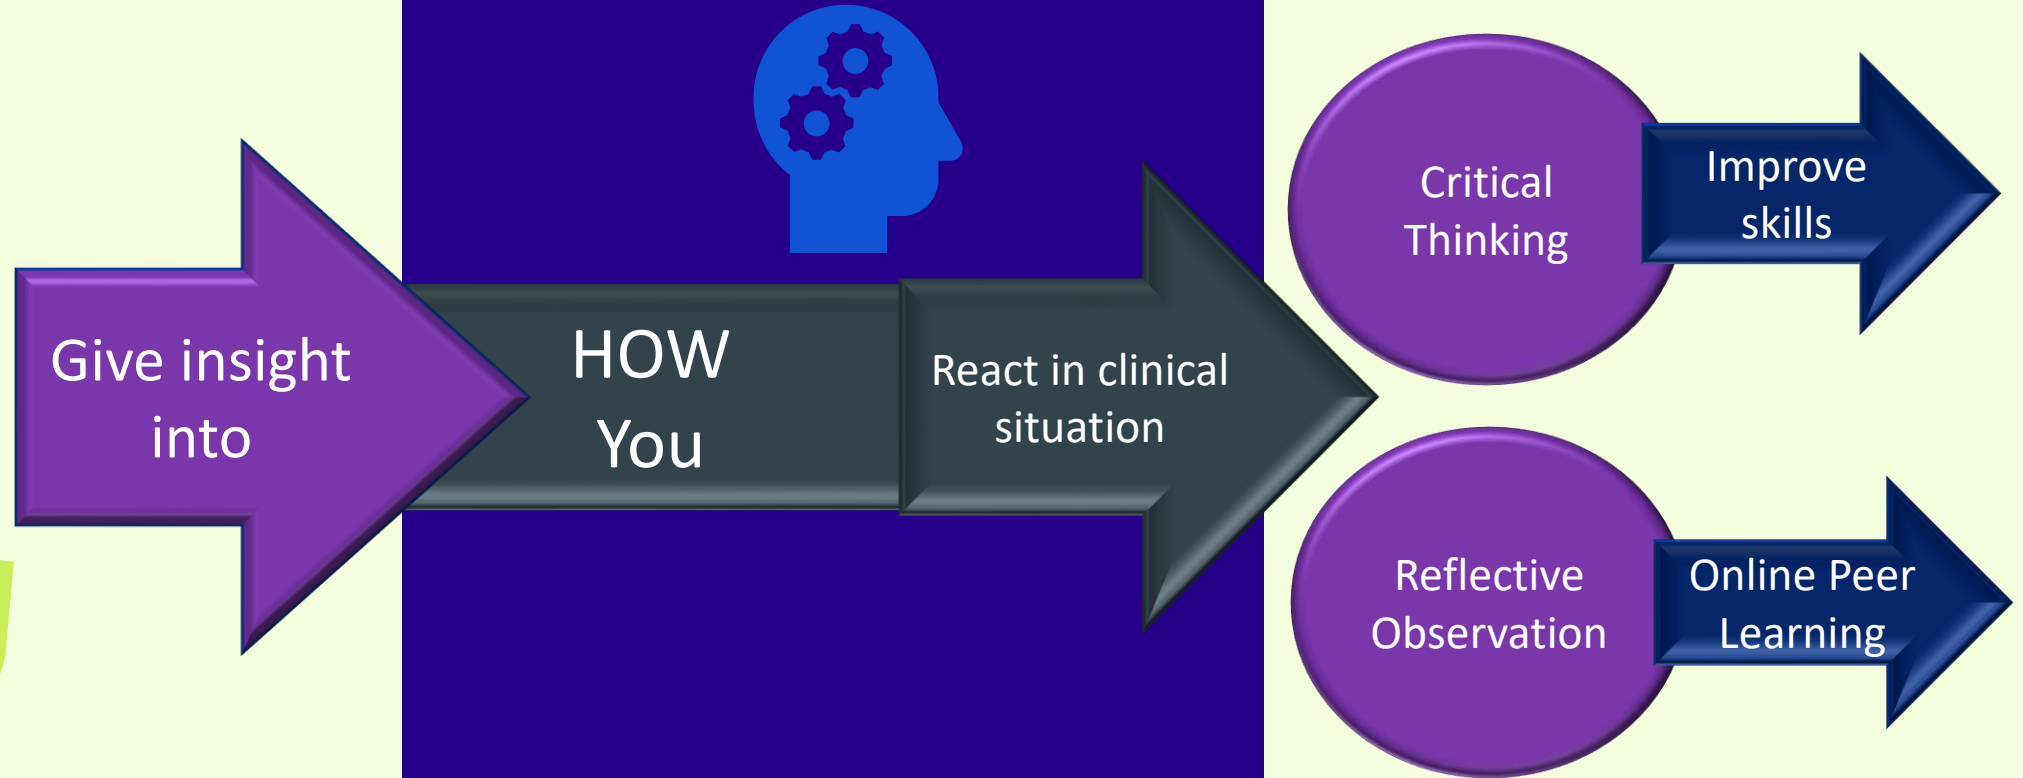 Give insight
into
HOW
You
React in clinical
situation
Critical
Thinking
Improve
skills
Reflective
Observation
Online Peer
Learning